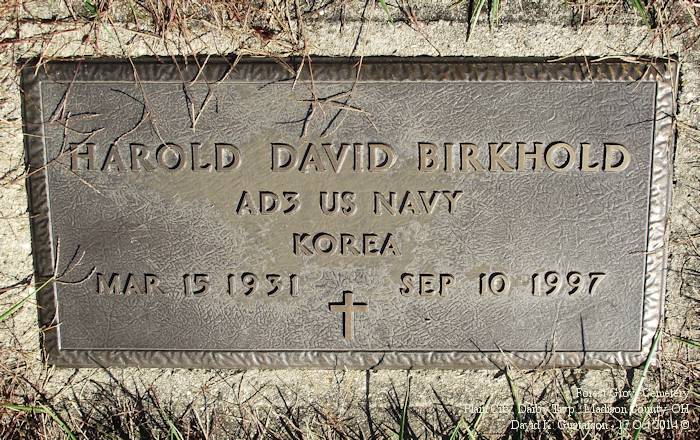 HAROLD DAVID BIRKHOLD
AD3 US NAVY
KOREA
MAR 15 1931 SEP 10 1997
Forest Grove Cemetery
Plain City, Darby Twp., Madison County, OH
David K. Gustafson - 17 Oct 2014 ©